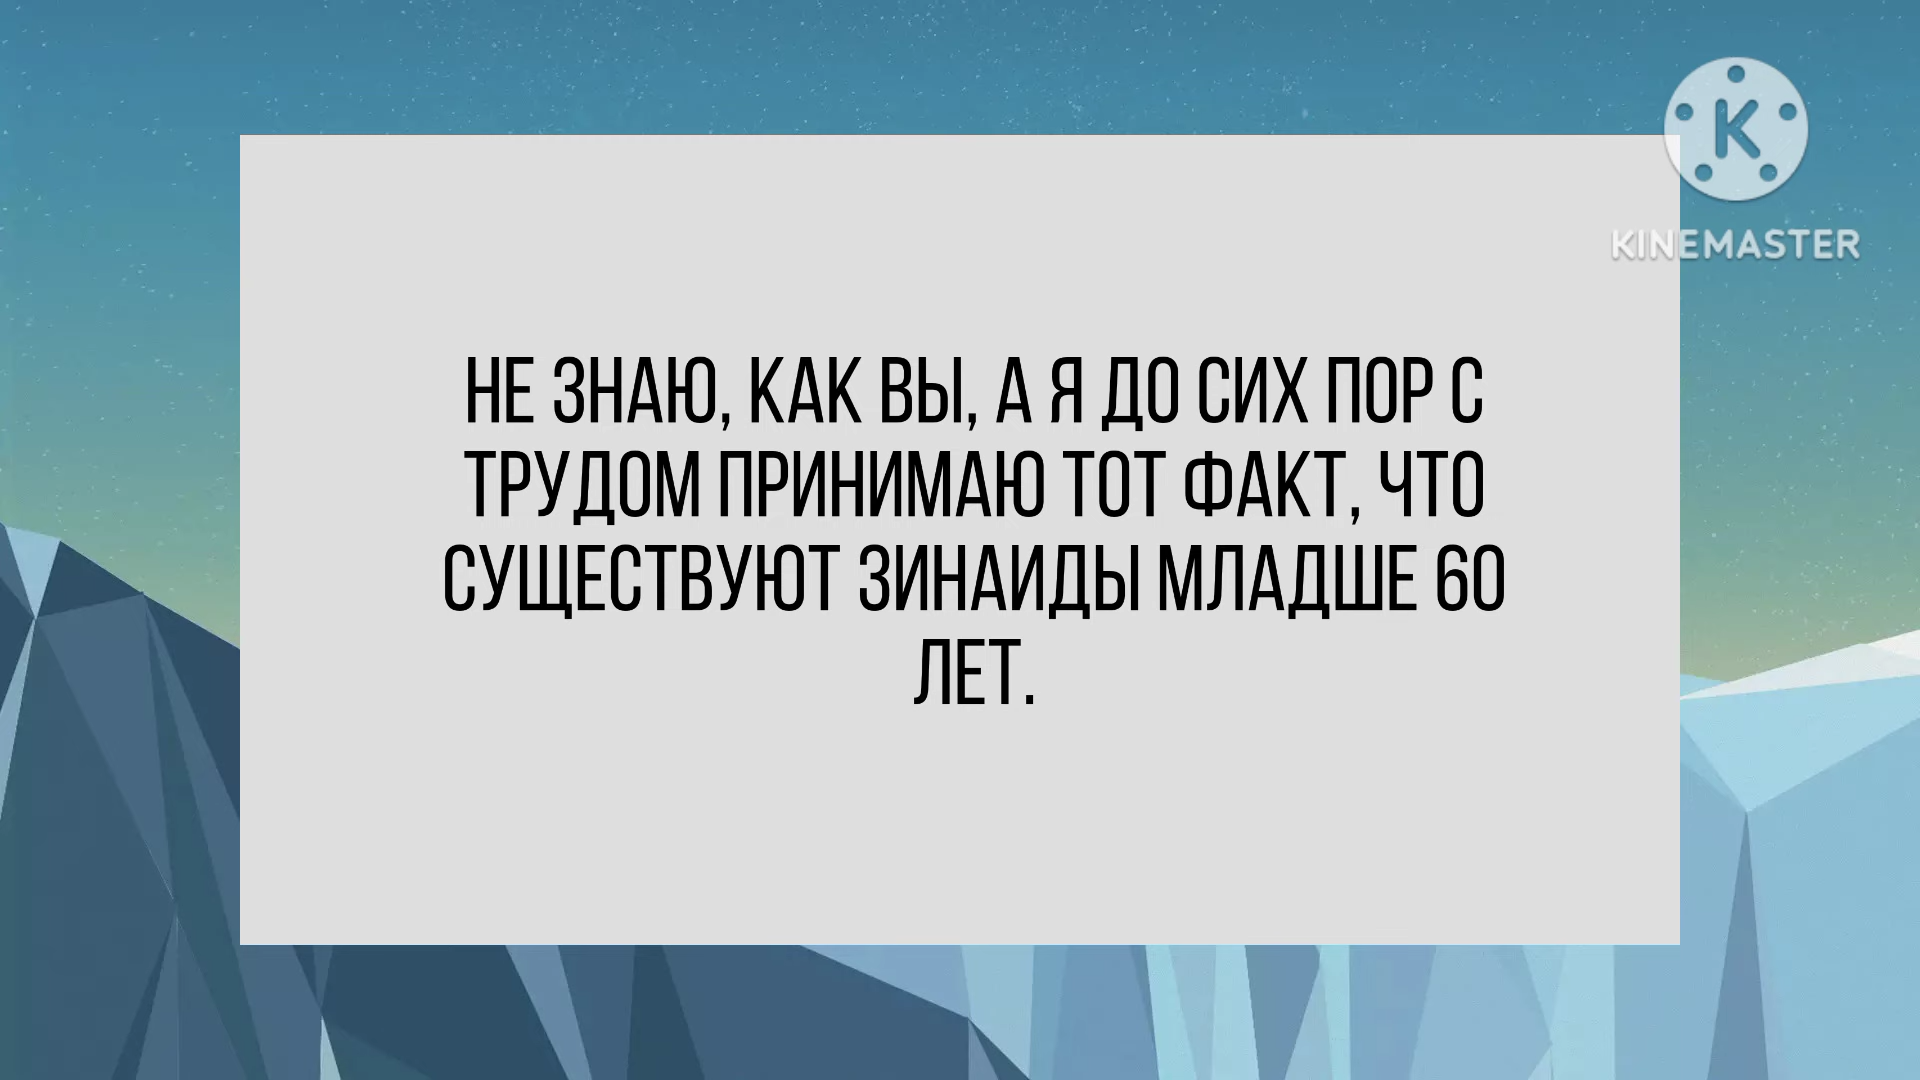 K
KINEMASTER
НЕ ЗНАЮ, КАК ВЫ, А Я ДО СИХ ПОР С
ТРУДОМ ПРИНИМАЮ ТОТ ФАКТ, ЧТО
СУЩЕСТВУЮТ ЗИНАИДЫ МЛАДШЕ 60
ЛЕТ.